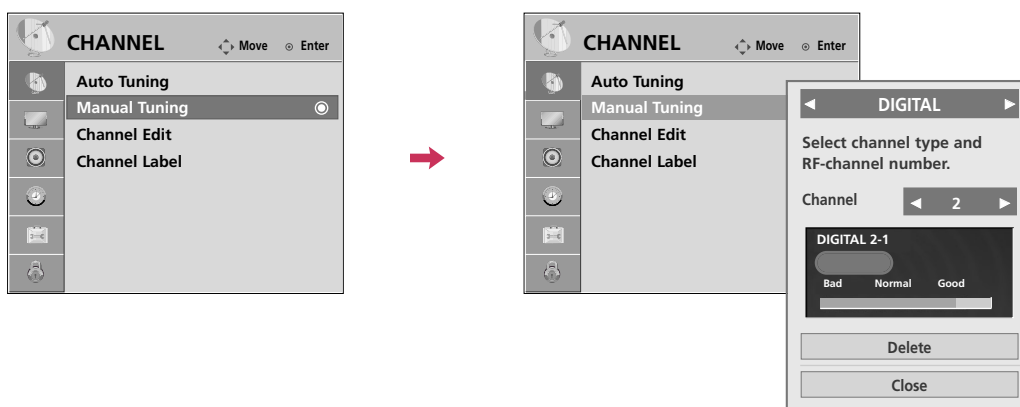 CHANNEL Move Enter
Auto Tuning
Manual Tuning
Channel Edit
Channel Label
CHANNEL Move Enter
Auto Tuning
Manual Tuning
Channel Edit
Channel Label
DIGITAL
Select channel type and
RF-channel number.
Channel 2
DIGITAL 2-1
Bad Normal Good
Delete
Close